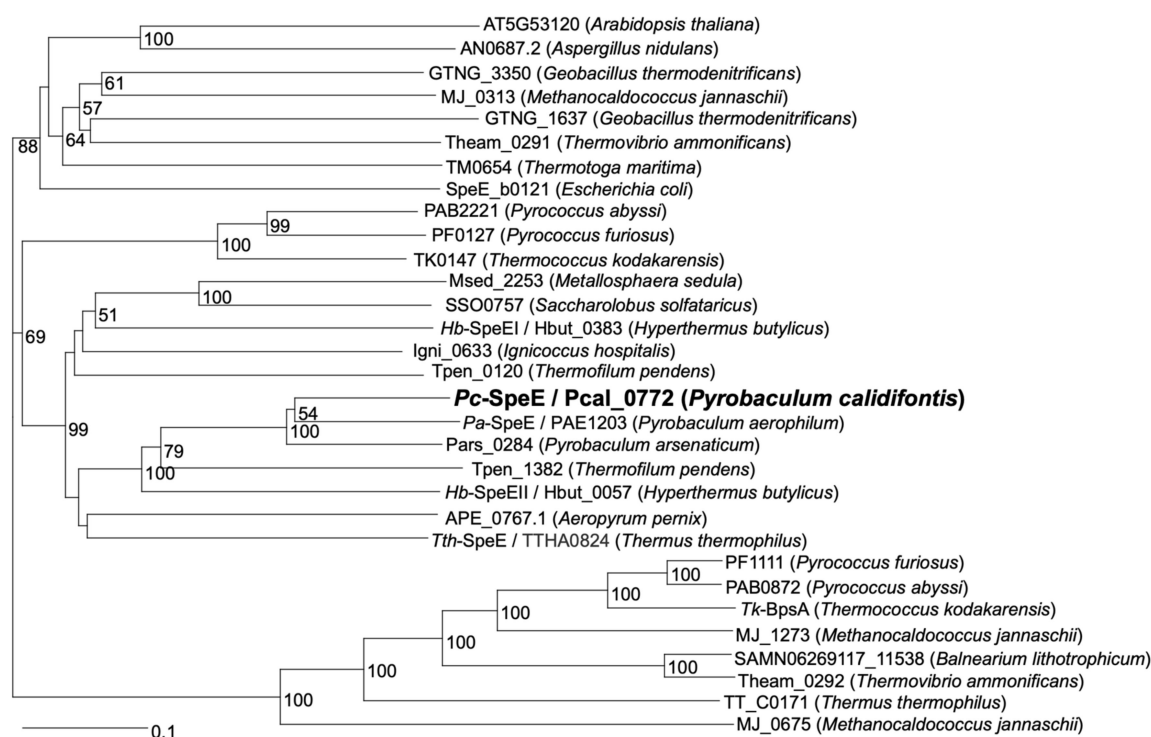 AT5G53120 (Arabidopsis thaliana)
100
AN0687.2 (Aspergillus nidulans)
GTNG_3350 (Geobacillus thermodenitrificans)
61
MJ_0313 (Methanocaldococcus jannaschii)
57
GTNG_1637 (Geobacillus thermodenitrificans)
64
88
Theam_0291 (Thermovibrio ammonificans)
TM0654 (Thermotoga maritima)
SpeE_b0121 (Escherichia coli)
PAB2221 (Pyrococcus abyssi)
99
PF0127 (Pyrococcus furiosus)
100
TK0147 (Thermococcus kodakarensis)
Msed_2253 (Metallosphaera sedula)
100
SSO0757 (Saccharolobus solfataricus)
51
Hb-SpeEI / Hbut_0383 (Hyperthermus butylicus)
69
Igni_0633 (Ignicoccus hospitalis)
Tpen_0120 (Thermofilum pendens)
Pc-SpeE / Pcal_0772 (Pyrobaculum calidifontis)
54
Pa-SpeE / PAE1203 (Pyrobaculum aerophilum)
99
100
Pars_0284 (Pyrobaculum arsenaticum)
79
Tpen_1382 (Thermofilum pendens)
100
Hb-SpeEII / Hbut_0057 (Hyperthermus butylicus)
APE_0767.1 (Aeropyrum pernix)
Tth-SpeE / TTHA0824 (Thermus thermophilus)
PF1111 (Pyrococcus furiosus)
100
PAB0872 (Pyrococcus abyssi)
100
Tk-BpsA (Thermococcus kodakarensis)
100
MJ_1273 (Methanocaldococcus jannaschii)
100
SAMN06269117_11538 (Balnearium lithotrophicum)
100
100
Theam_0292 (Thermovibrio ammonificans)
100
TT_C0171 (Thermus thermophilus)
MJ_0675 (Methanocaldococcus jannaschii)
0.1